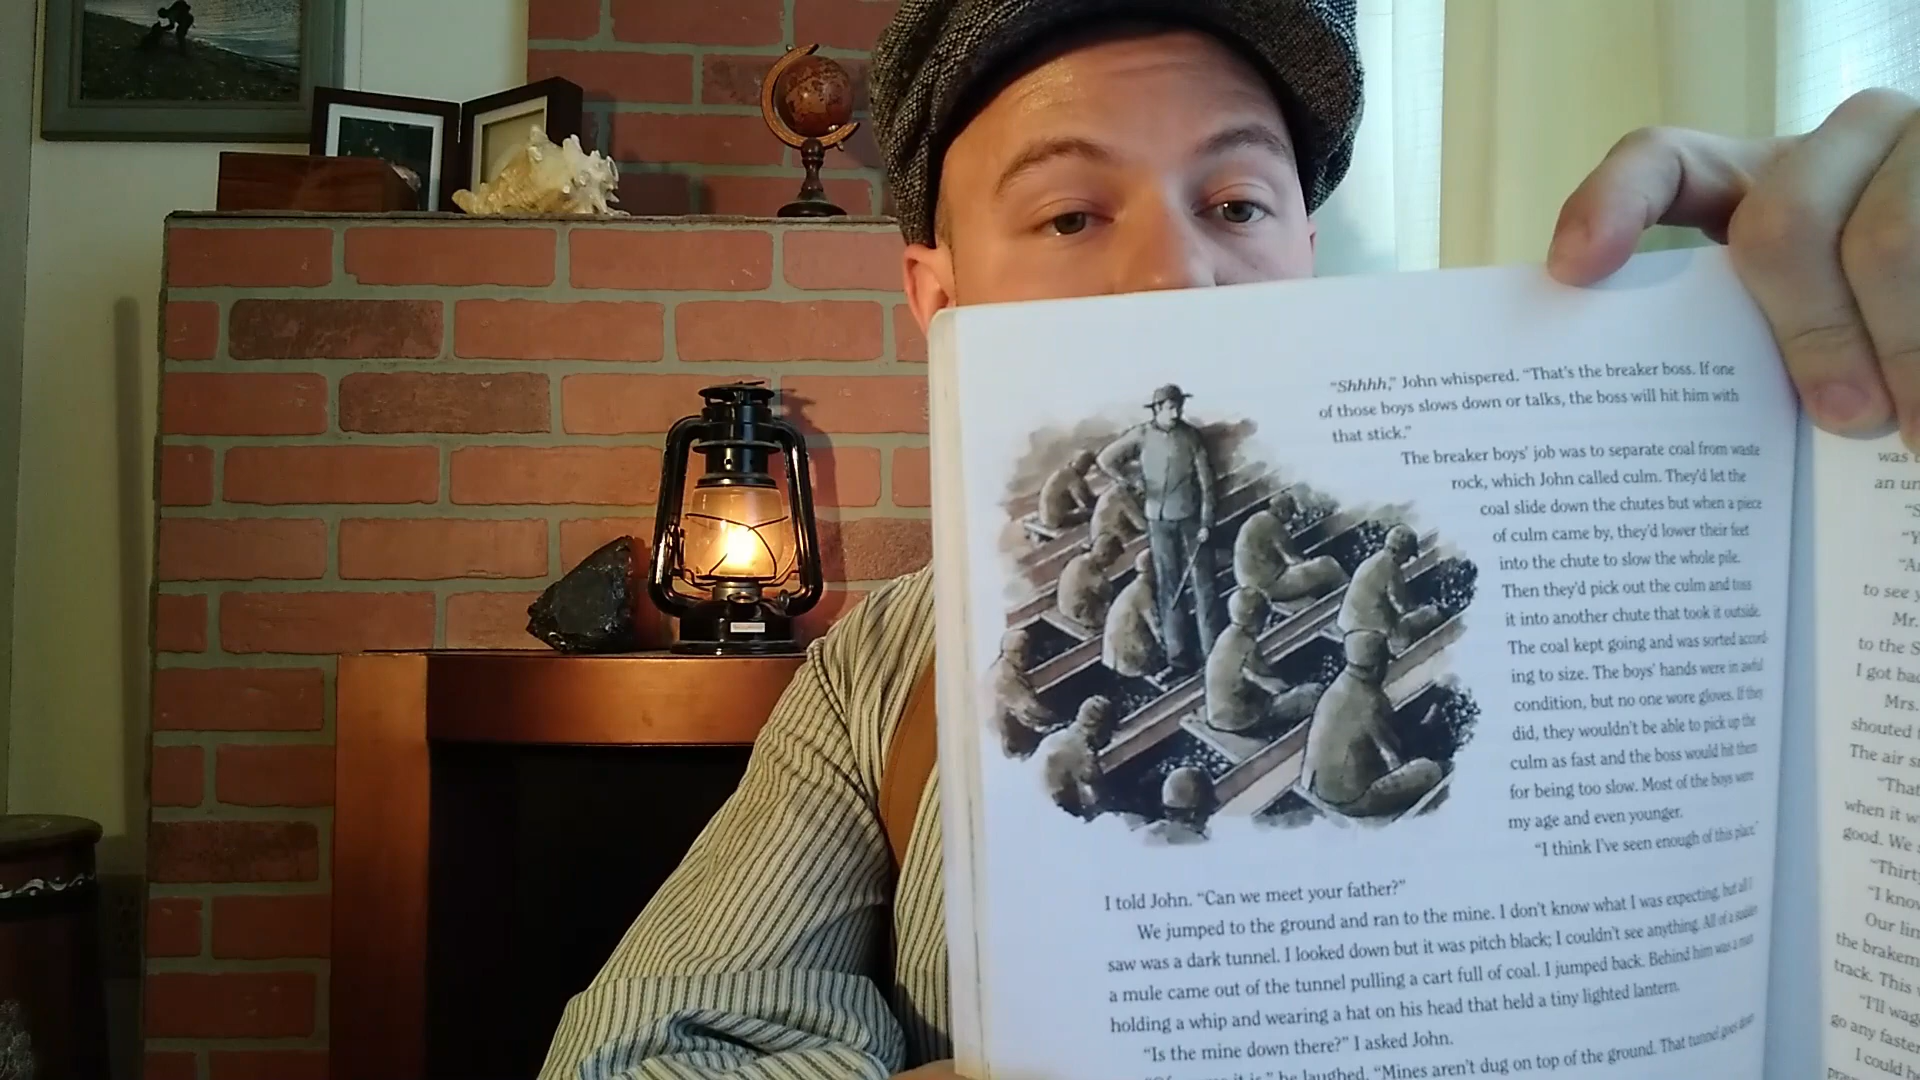 "Shhhh," John whispered. "That's the breaker boss. If one
of those boys slows down or talks, the boss will hit him with
that stick."
The breaker boys' job was to separate coal from waste
rock, which John called culm. They'd let the
coal slide down the chutes but when a piece
of culm came by, they'd lower their feet
into the chute to slow the whole pile.
Then they'd pick out the culm and toss
it into another chute that took it outside.
The coal kept going and was sorted accord-
ing to size. The boys' hands were in awful
condition, but no one wore gloves. If they
did, they wouldn't be able to pick up the
culm as fast and the boss would hit them
for being too slow. Most of the boys were
my age and even younger.
"I think I've seen enough of this place"
I told John. "Can we meet your father?"
We jumped to the ground and ran to the mine. I don't know what I was expecting, but all I
saw was a dark tunnel. I looked down but it was pitch black; I couldn't see anything. All of a sudden
a mule came out of the tunnel pulling a cart full of coal. I jumped back. Behind him was a man
holding a whip and wearing a hat on his head that held a tiny lighted lantern.
"Is the mine down there?" I asked John.
it is," he laughed. "Mines aren't dug on top of the ground. That tunnel goes down
was
an
to see
Mr.
to the
I got
Mrs.
shouted
The air
"That
when it
good. We
"Thirt
"I know
Our
the brakem
track. This
"I'll
go any faster
I could